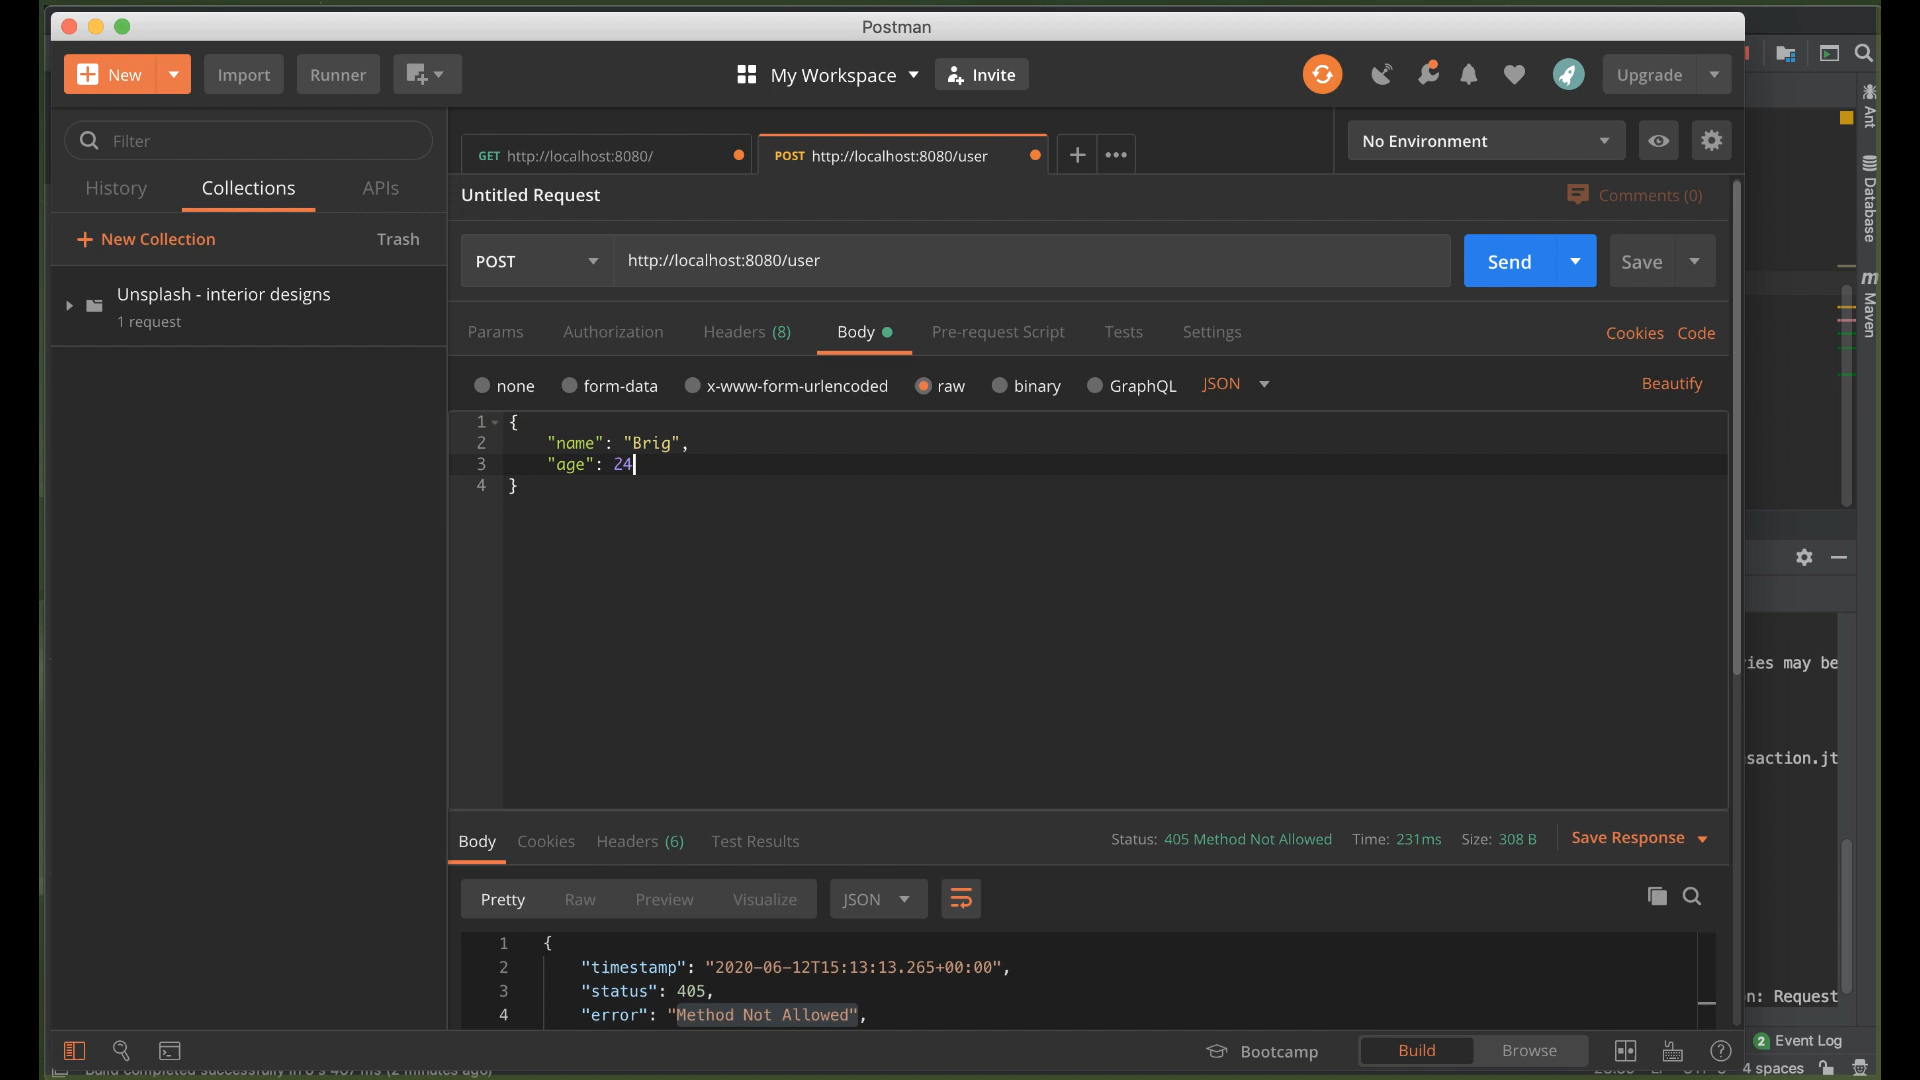 Postman
New
Import
Runner
My Workspace
Invite
Upgrade
Filter
History
Collections
APIs
New Collection
Trash
Unsplash - interior designs
1 request
GET http://localhost:8080/
POST http://localhost:8080/user
No Environment
Untitled Request
Comments (0)
POST
http://localhost:8080/user
Send
Save
Params
Authorization
Headers (8)
Body
Pre-request Script
Tests
Settings
Cookies
Code
none
form-data
x-www-form-urlencoded
raw
binary
GraphQL
JSON
Beautify
1 {
2 "name": "Brig",
3 "age": 24
4 }
Body
Cookies
Headers (6)
Test Results
Status: 405 Method Not Allowed
Time: 231ms
Size: 308 B
Save Response
Pretty
Raw
Preview
Visualize
JSON
1 {
2 "timestamp": "2020-06-12T15:13:13.265+00:00",
3 "status": 405,
4 "error": "Method Not Allowed",
Bootcamp
Build
Browse
Ant
Database
m Maven
ies may be
saction.jt
n: Request
2 Event Log
4 spaces